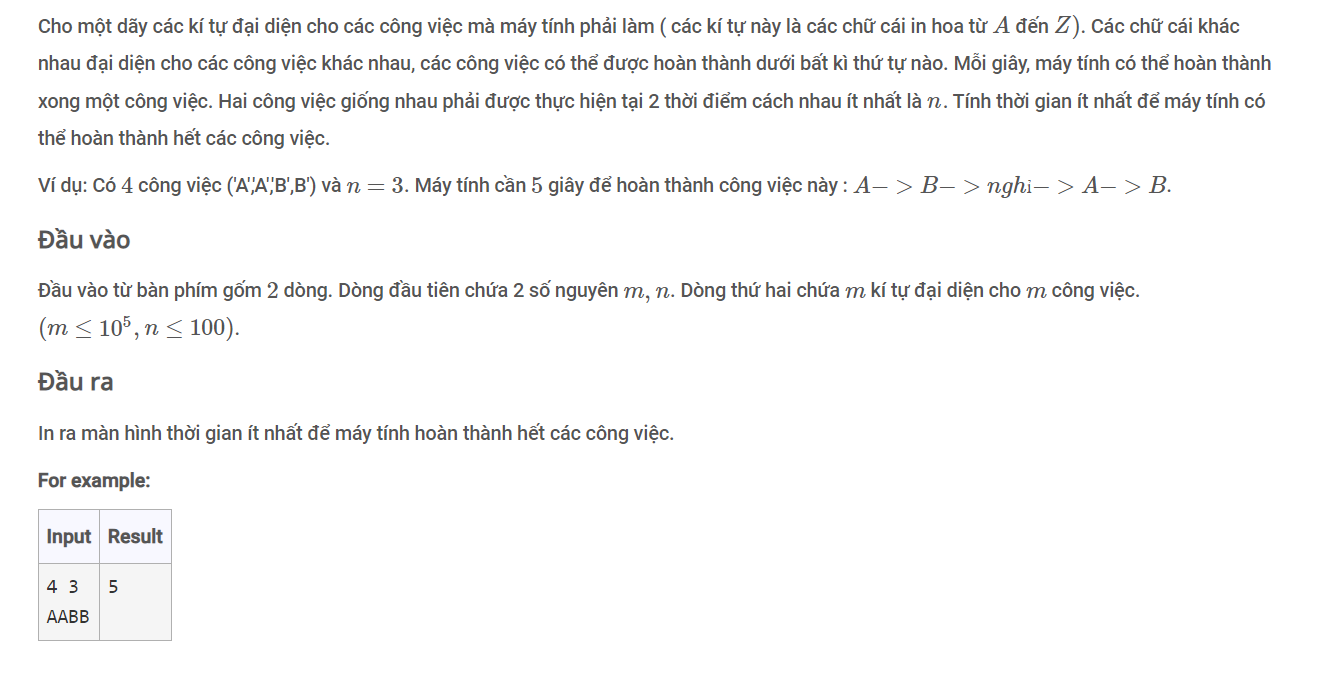 Cho một dãy các kí tự đại diện cho các công việc mà máy tính phải làm ( các kí tự này là các chữ cái in hoa từ A đến Z). Các chữ cái khác
nhau đại diện cho các công việc khác nhau, các công việc có thể được hoàn thành dưới bất kì thứ tự nào. Mỗi giây, máy tính có thể hoàn thành
xong một công việc. Hai công việc giống nhau phải được thực hiện tại 2 thời điểm cách nhau ít nhất là n. Tính thời gian ít nhất để máy tính có
thể hoàn thành hết các công việc.
Ví dụ: Có 4 công việc ('A','A','B','B') và n = 3. Máy tính cần 5 giây để hoàn thành công việc này : A− > B− > nghỉ− > A− > B.
Đầu vào
Đầu vào từ bàn phím gồm 2 dòng. Dòng đầu tiên chứa 2 số nguyên m, n. Dòng thứ hai chứa m kí tự đại diện cho m công việc.
(m ≤ 10⁵, n ≤ 100).
Đầu ra
In ra màn hình thời gian ít nhất để máy tính hoàn thành hết các công việc.
For example:
Input Result
4 3 5
AABB